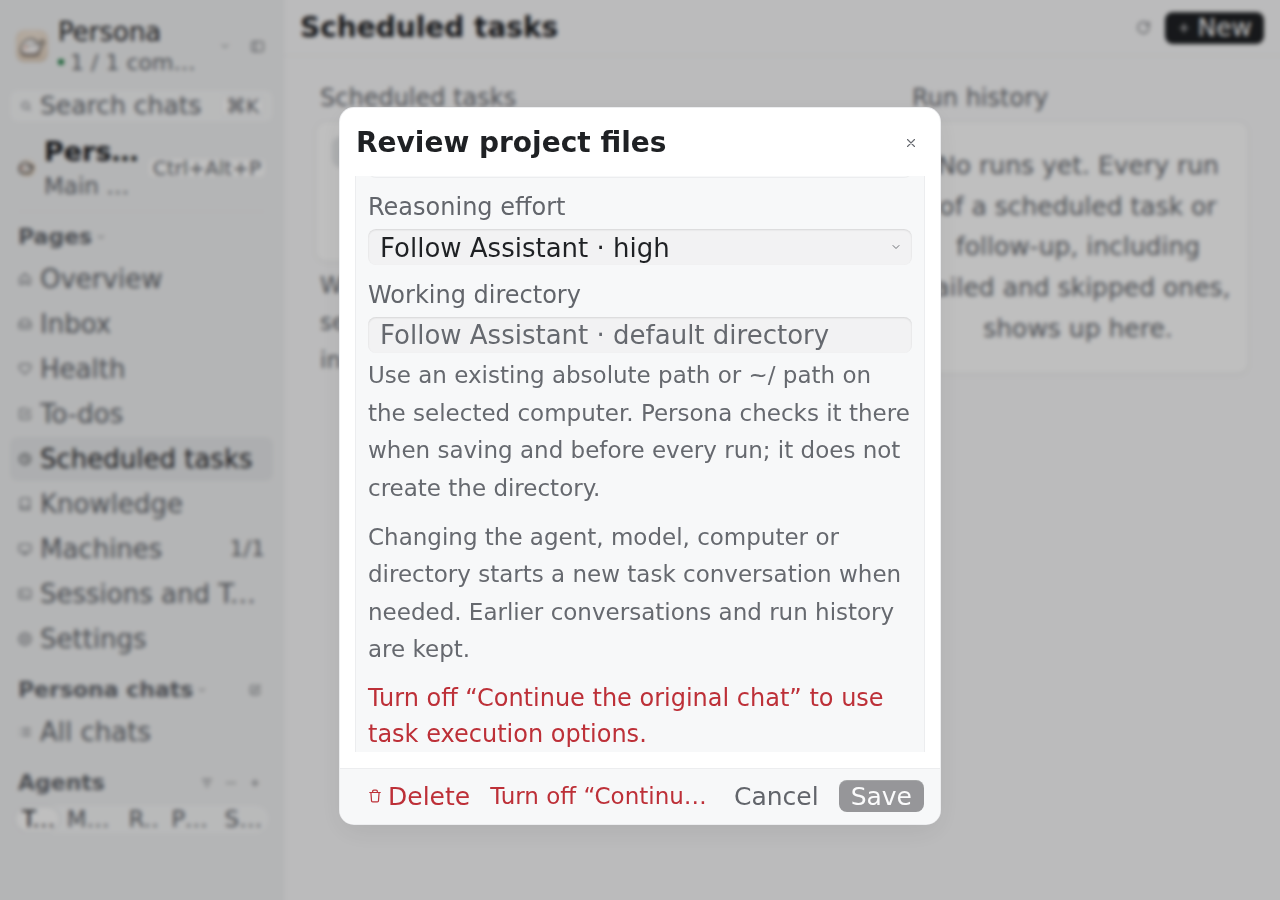 Persona
1 / 1 com...
Search chats ⌘K
Pers...
Main ...
Ctrl+Alt+P
Pages
Overview
Inbox
Health
To-dos
Scheduled tasks
Knowledge
Machines 1/1
Sessions and T...
Settings
Persona chats
All chats
Agents
T... M... R.. P... S...
Scheduled tasks
+ New
Scheduled tasks
Run history
No runs yet. Every run
of a scheduled task or
follow-up, including
ailed and skipped ones,
shows up here.
Review project files
Reasoning effort
Follow Assistant · high
Working directory
Follow Assistant · default directory
Use an existing absolute path or ~/ path on
the selected computer. Persona checks it there
when saving and before every run; it does not
create the directory.
Changing the agent, model, computer or
directory starts a new task conversation when
needed. Earlier conversations and run history
are kept.
Turn off “Continue the original chat” to use
task execution options.
Delete
Turn off “Continu...
Cancel
Save